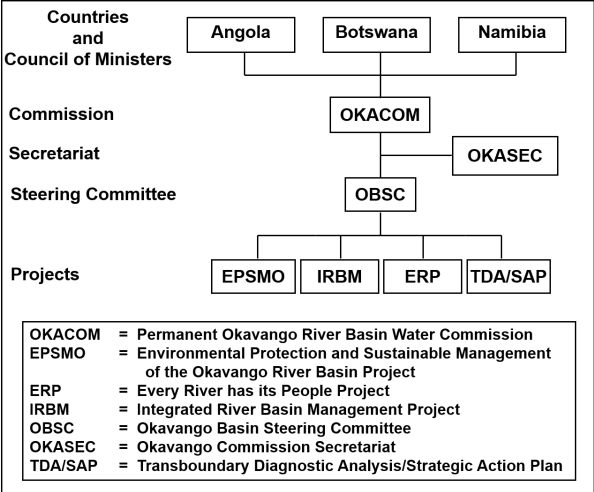 Countries
and
Council of Ministers
Angola Botswana Namibia
Commission OKACOM
Secretariat OKASEC
Steering Committee OBSC
Projects EPSMO IRBM ERP TDA/SAP
OKACOM = Permanent Okavango River Basin Water Commission
EPSMO = Environmental Protection and Sustainable Management
of the Okavango River Basin Project
ERP = Every River has its People Project
IRBM = Integrated River Basin Management Project
OBSC = Okavango Basin Steering Committee
OKASEC = Okavango Commission Secretariat
TDA/SAP = Transboundary Diagnostic Analysis/Strategic Action Plan